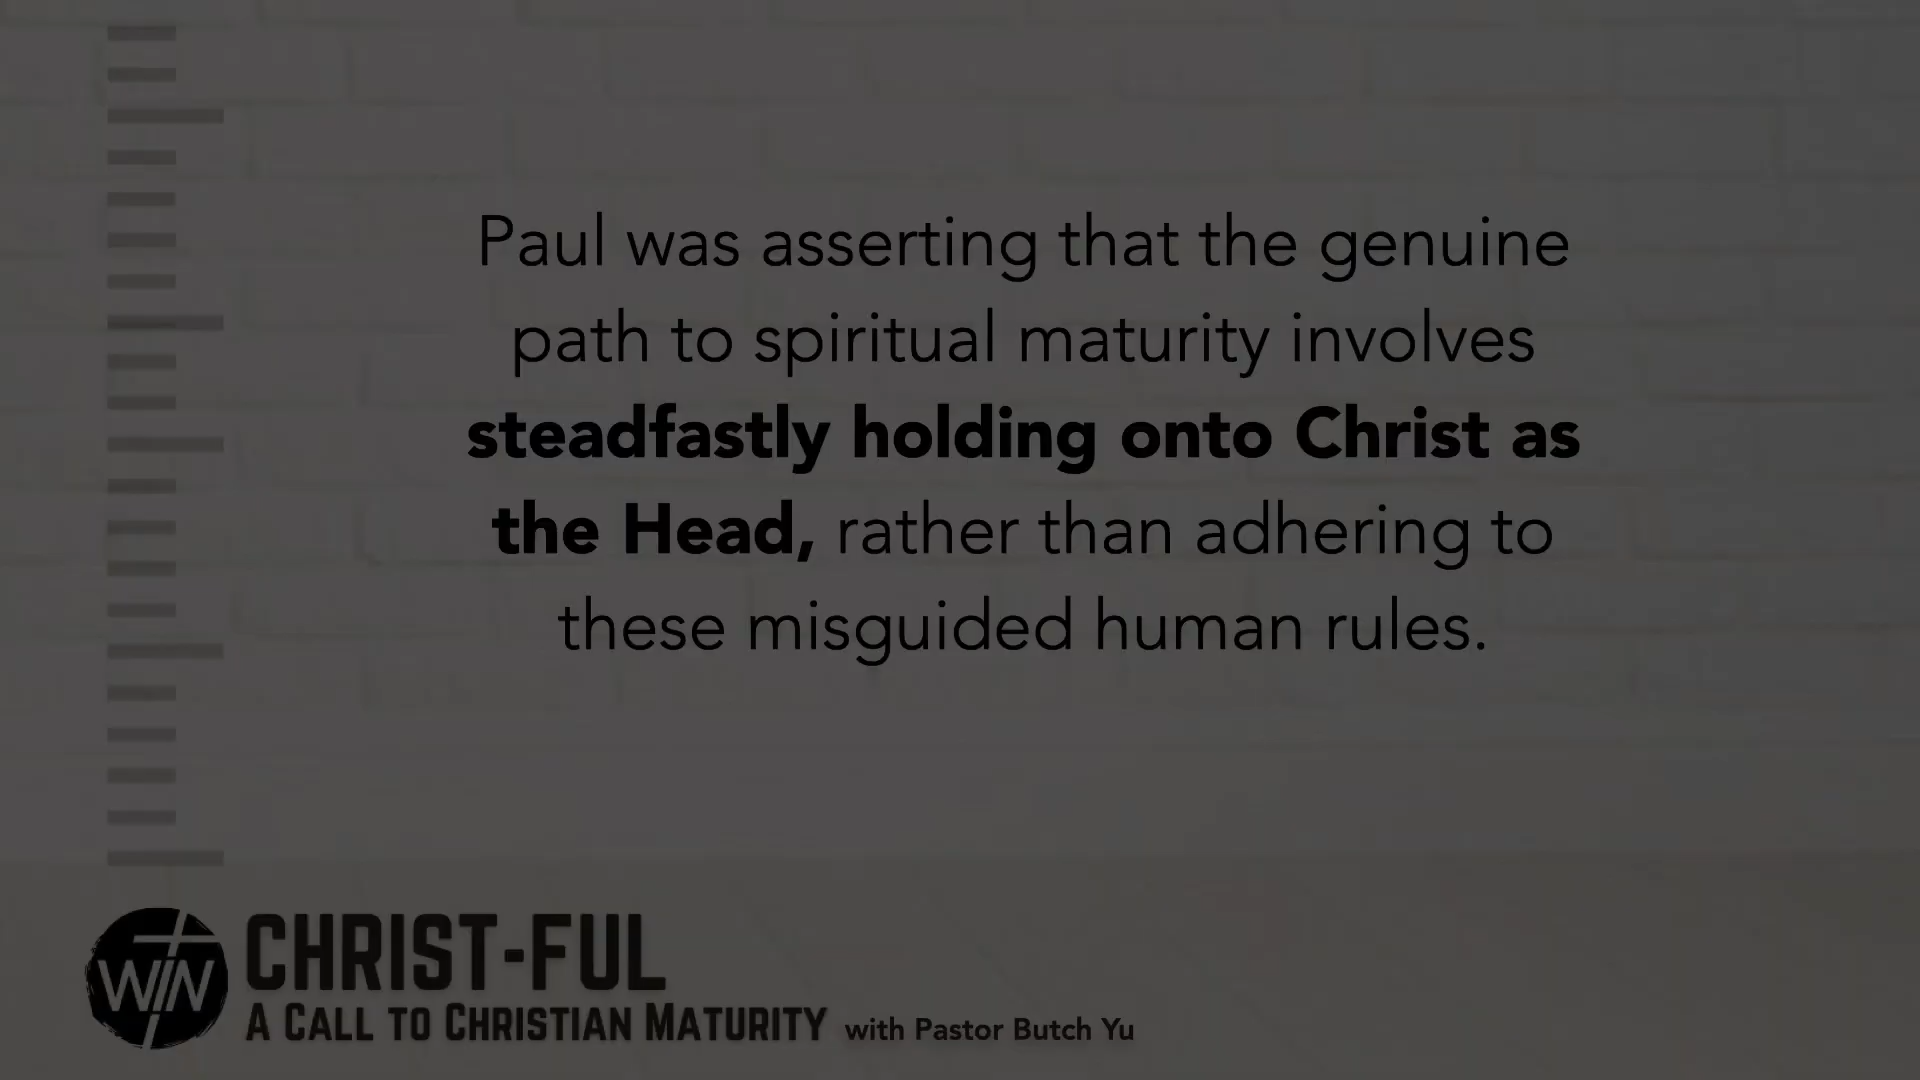 Paul was asserting that the genuine
path to spiritual maturity involves
steadfastly holding onto Christ as
the Head, rather than adhering to
these misguided human rules.
WIN
CHRIST-FUL
A CALL TO CHRISTIAN MATURITY with Pastor Butch Yu